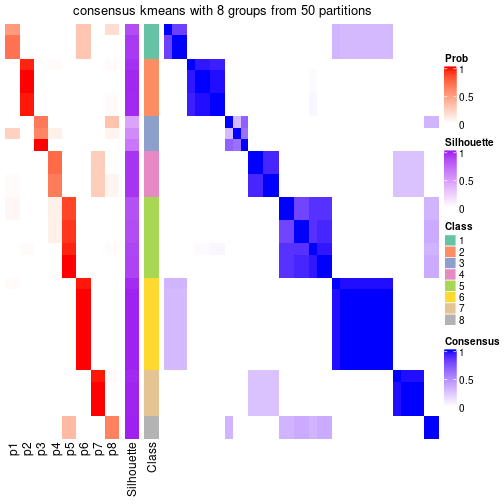 consensus kmeans with 8 groups from 50 partitions
Prob
1
0.5
0
Silhouette
1
0.5
0
Class
1
2
3
4
5
6
7
8
Consensus
1
0.5
0
p1
p2
p3
p4
p5
p6
p7
p8
Silhouette
Class